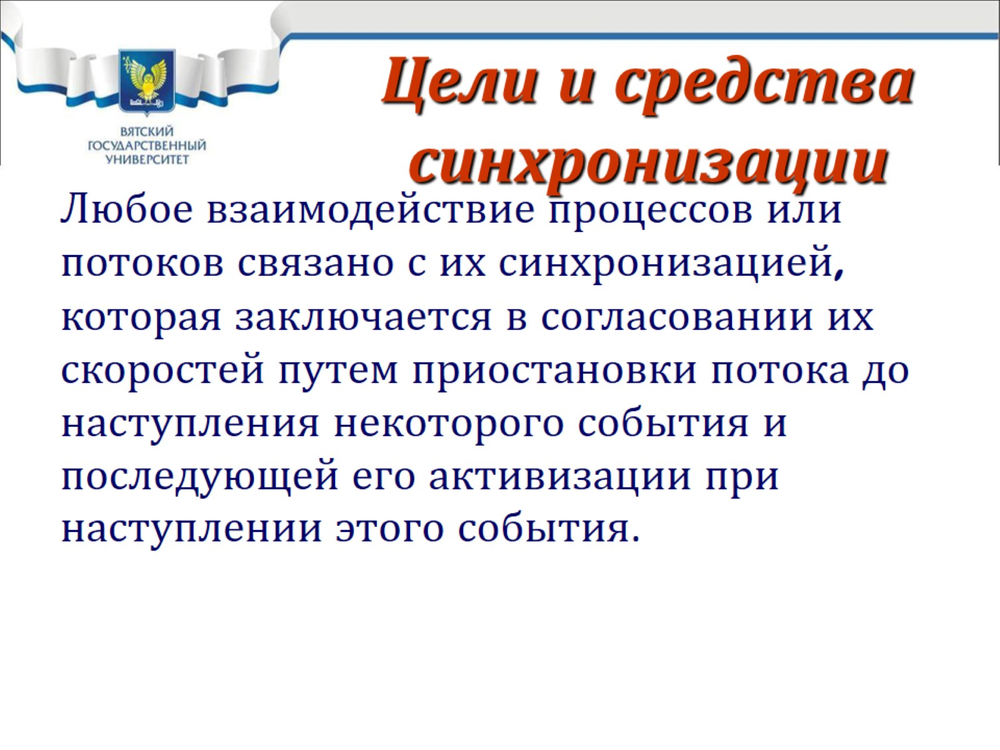 ВЯТСКИЙ
ГОСУДАРСТВЕННЫЙ
УНИВЕРСИТЕТ
Цели и средства
синхронизации
Любое взаимодействие процессов или
потоков связано с их синхронизацией,
которая заключается в согласовании их
скоростей путем приостановки потока до
наступления некоторого события и
последующей его активизации при
наступлении этого события.